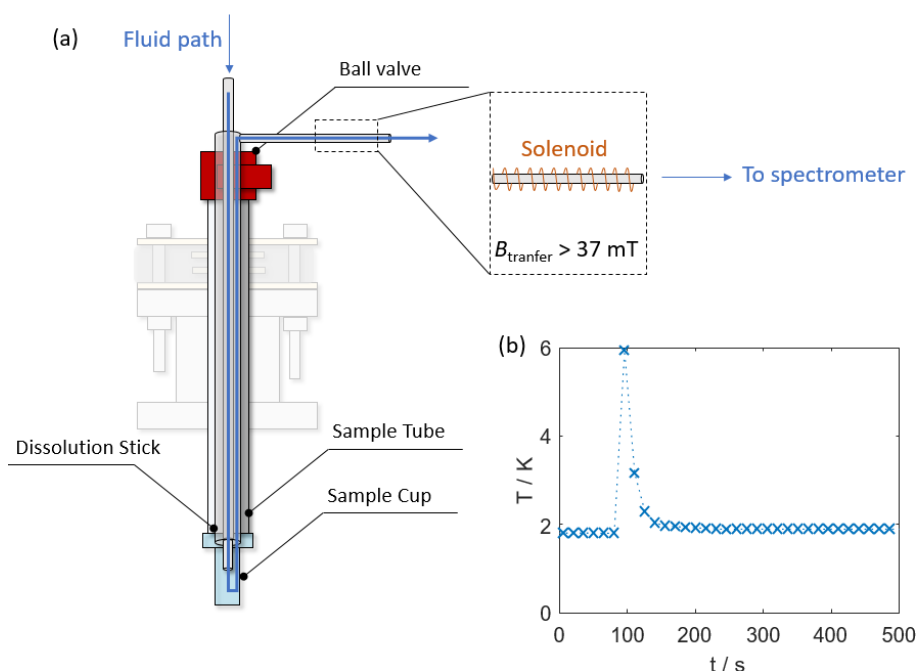 (a)
Fluid path
Ball valve
Solenoid
To spectrometer
Btranfer > 37 mT
Dissolution Stick
Sample Tube
Sample Cup
(b)
T / K
6
4
2
0
0
100
200
300
400
500
t / s